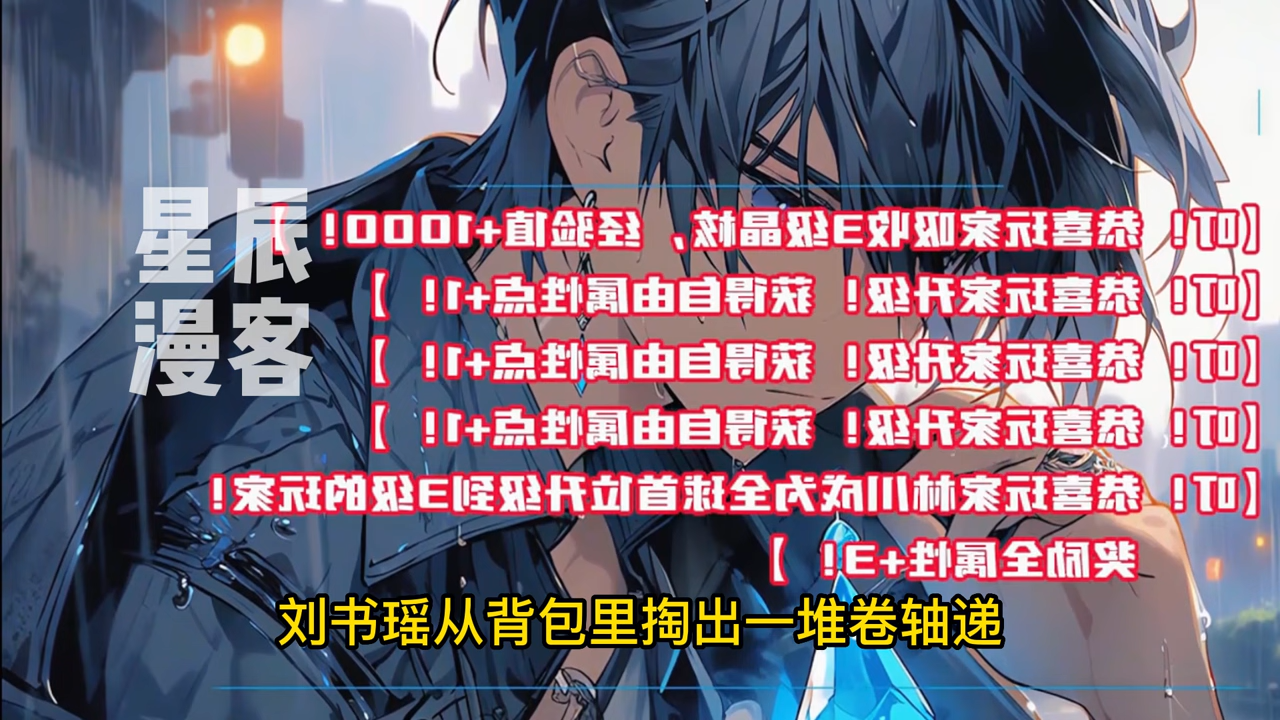 星辰
漫客
【叮！恭喜玩家吸收3级晶核，经验值+1000！】
【叮！恭喜玩家升级！获得自由属性点+1！】
【叮！恭喜玩家升级！获得自由属性点+1！】
【叮！恭喜玩家升级！获得自由属性点+1！】
【叮！恭喜玩家林川成为全球首位升级到3级的玩家！
奖励全属性+3！】
刘书瑶从背包里掏出一堆卷轴递